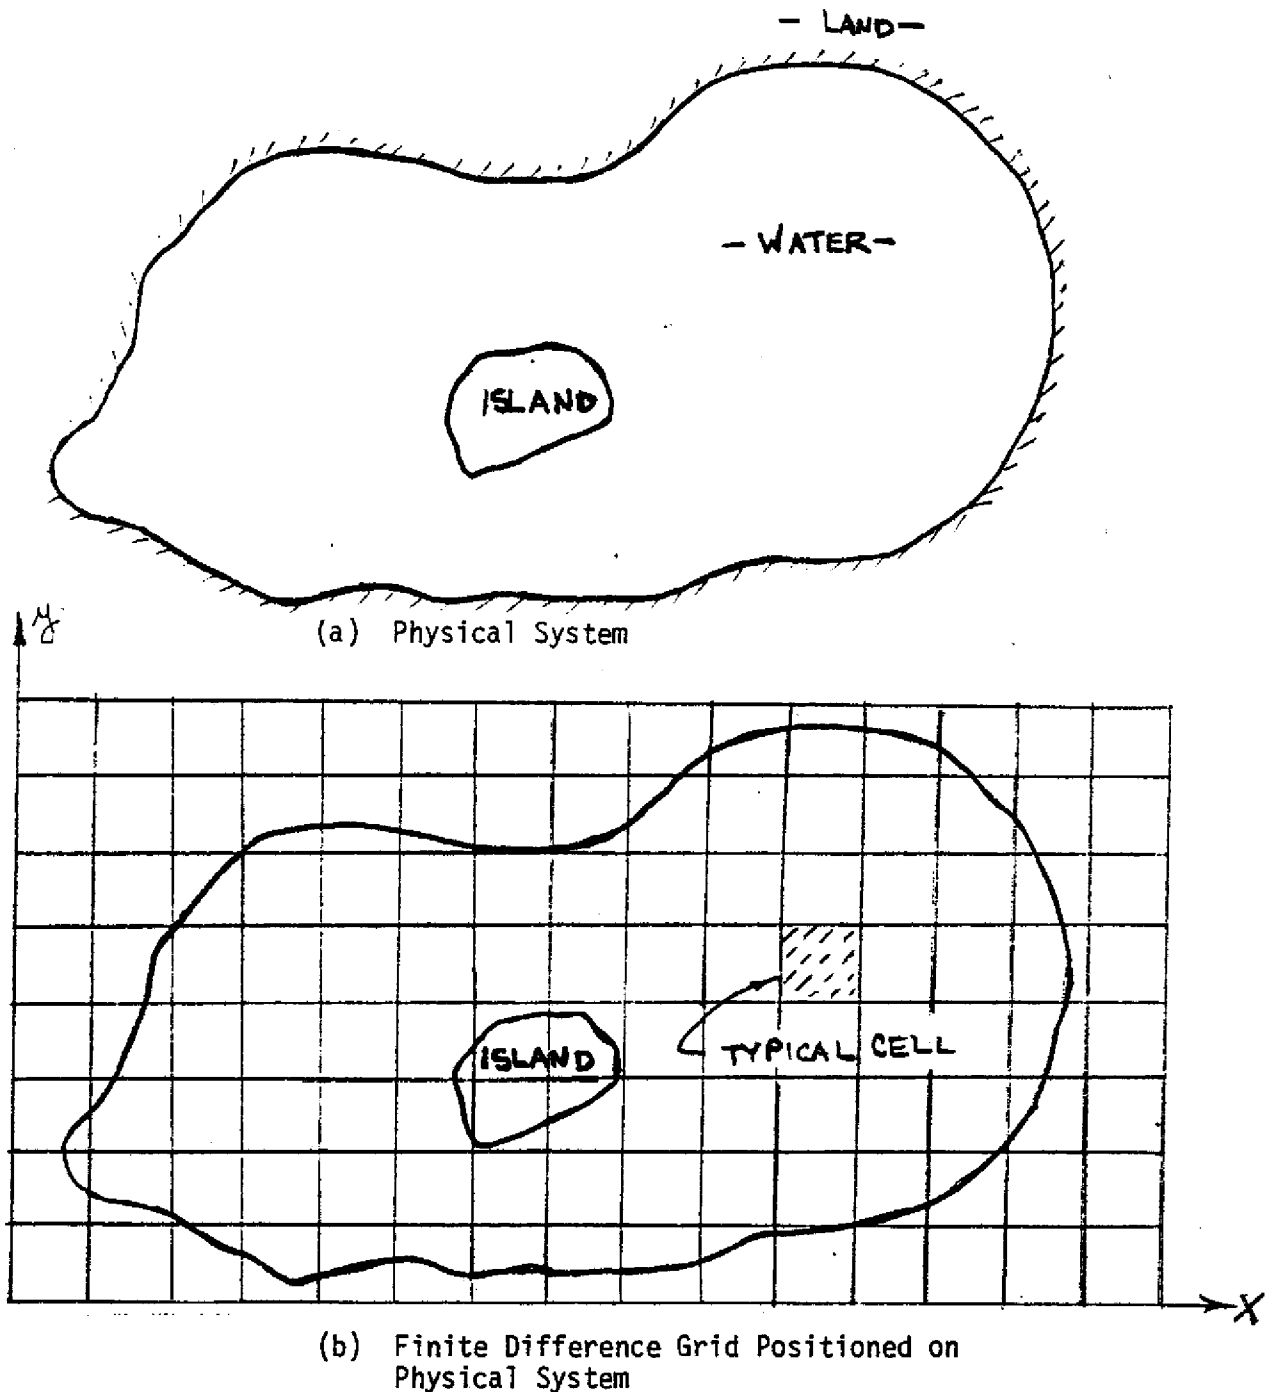 - LAND -
- WATER -
ISLAND
(a) Physical System
y
ISLAND
TYPICAL CELL
X
(b) Finite Difference Grid Positioned on
Physical System